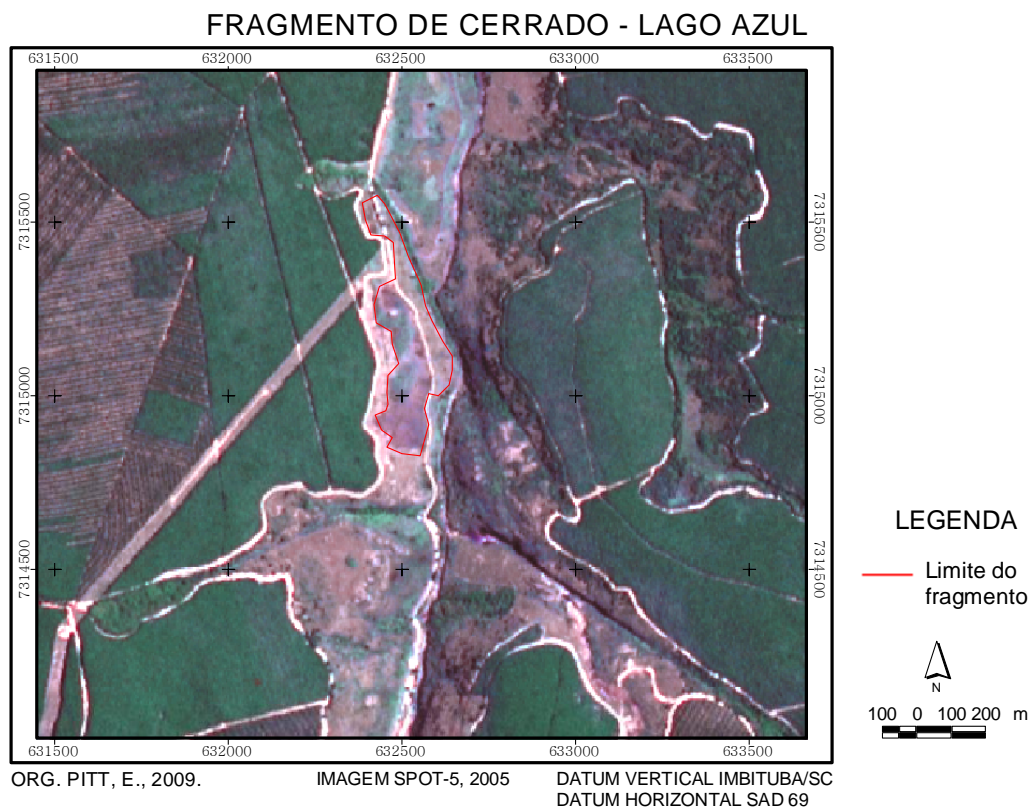 FRAGMENTO DE CERRADO - LAGO AZUL
631500 632000 632500 633000 633500
7315500 7315500
7315000 7315000
7314500 7314500
631500 632000 632500 633000 633500
LEGENDA
Limite do
fragmento
N
100 0 100 200 m
ORG. PITT, E., 2009. IMAGEM SPOT-5, 2005 DATUM VERTICAL IMBITUBA/SC
DATUM HORIZONTAL SAD 69